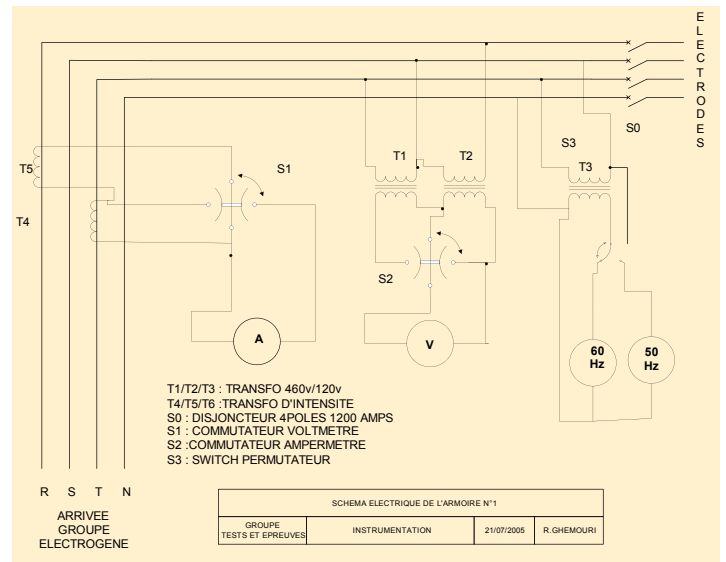 ELECTRODES
S0
S3
T3
T1
T2
S1
T5
T4
S2
A
V
60
Hz
50
Hz
T1/T2/T3 : TRANSFO 460v/120v
T4/T5/T6 : TRANSFO D'INTENSITE
S0 : DISJONCTEUR 4POLES 1200 AMPS
S1 : COMMUTATEUR VOLTMETRE
S2 :COMMUTATEUR AMPERMETRE
S3 : SWITCH PERMUTATEUR
R S T N
ARRIVEE
GROUPE
ELECTROGENE
SCHEMA ELECTRIQUE DE L'ARMOIRE N°1
GROUPE
TESTS ET EPREUVES
INSTRUMENTATION
21/07/2005
R.GHEMOURI